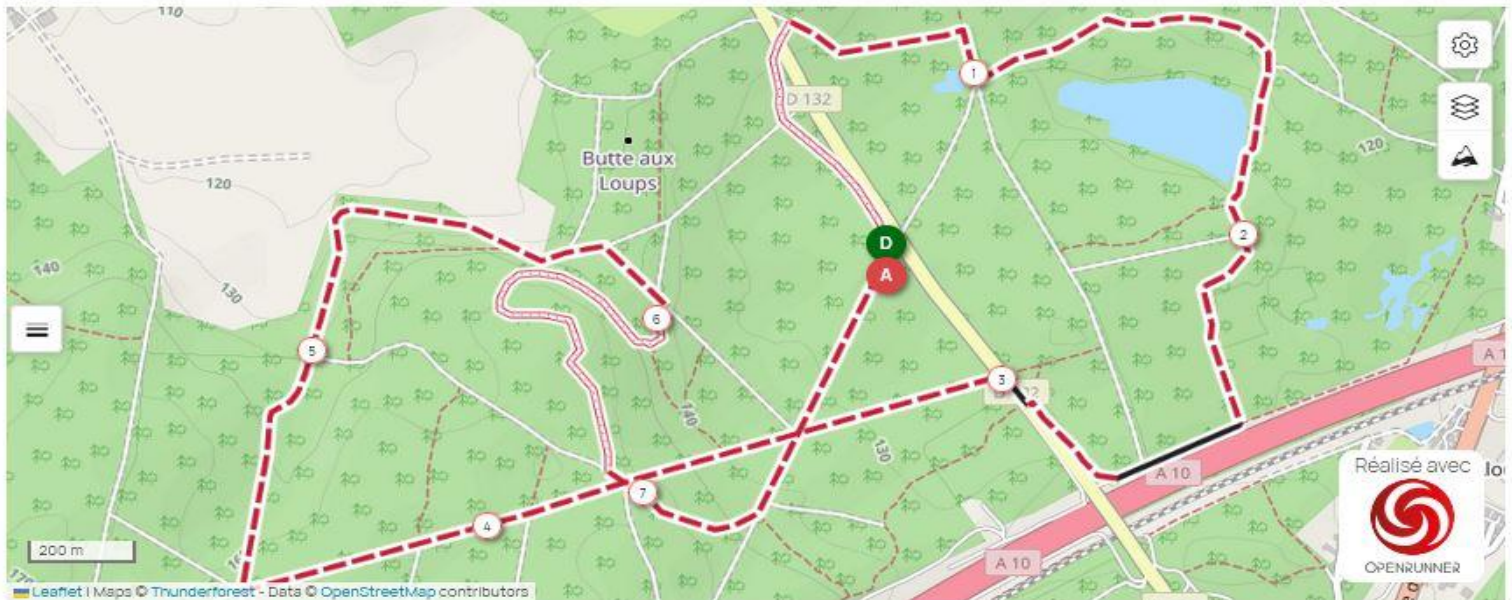 110
D 132
1
120
Butte aux
Loups
120
D
2
A
140
130
6
5
3
A 10
140
130
Réalisé avec
A 10
7
4
200 m
A 10
OPENRUNNER
170
Leaflet | Maps © Thunderforest - Data © OpenStreetMap contributors